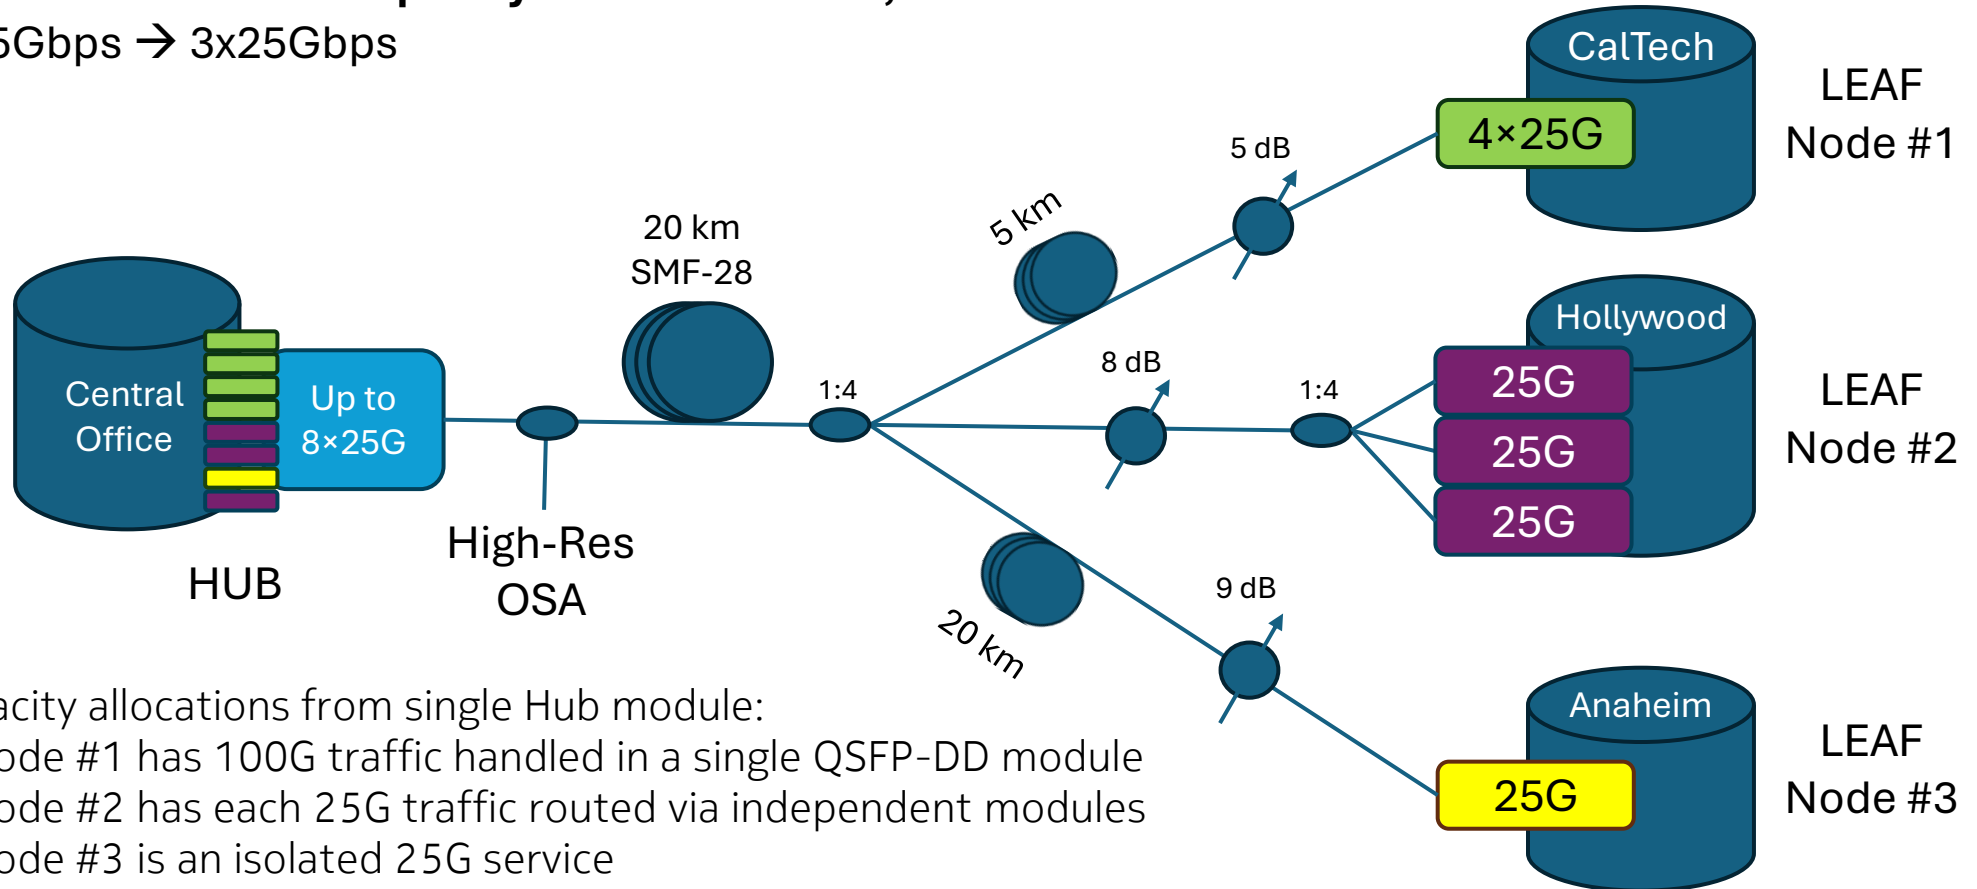 5Gbps → 3x25Gbps
CalTech
LEAF
Node #1
4×25G
5 dB
5 km
20 km
SMF-28
Hollywood
LEAF
Node #2
25G
25G
25G
8 dB
1:4
1:4
Central
Office
Up to
8×25G
High-Res
OSA
HUB
9 dB
20 km
Anaheim
LEAF
Node #3
25G
acity allocations from single Hub module:
ode #1 has 100G traffic handled in a single QSFP-DD module
ode #2 has each 25G traffic routed via independent modules
ode #3 is an isolated 25G service